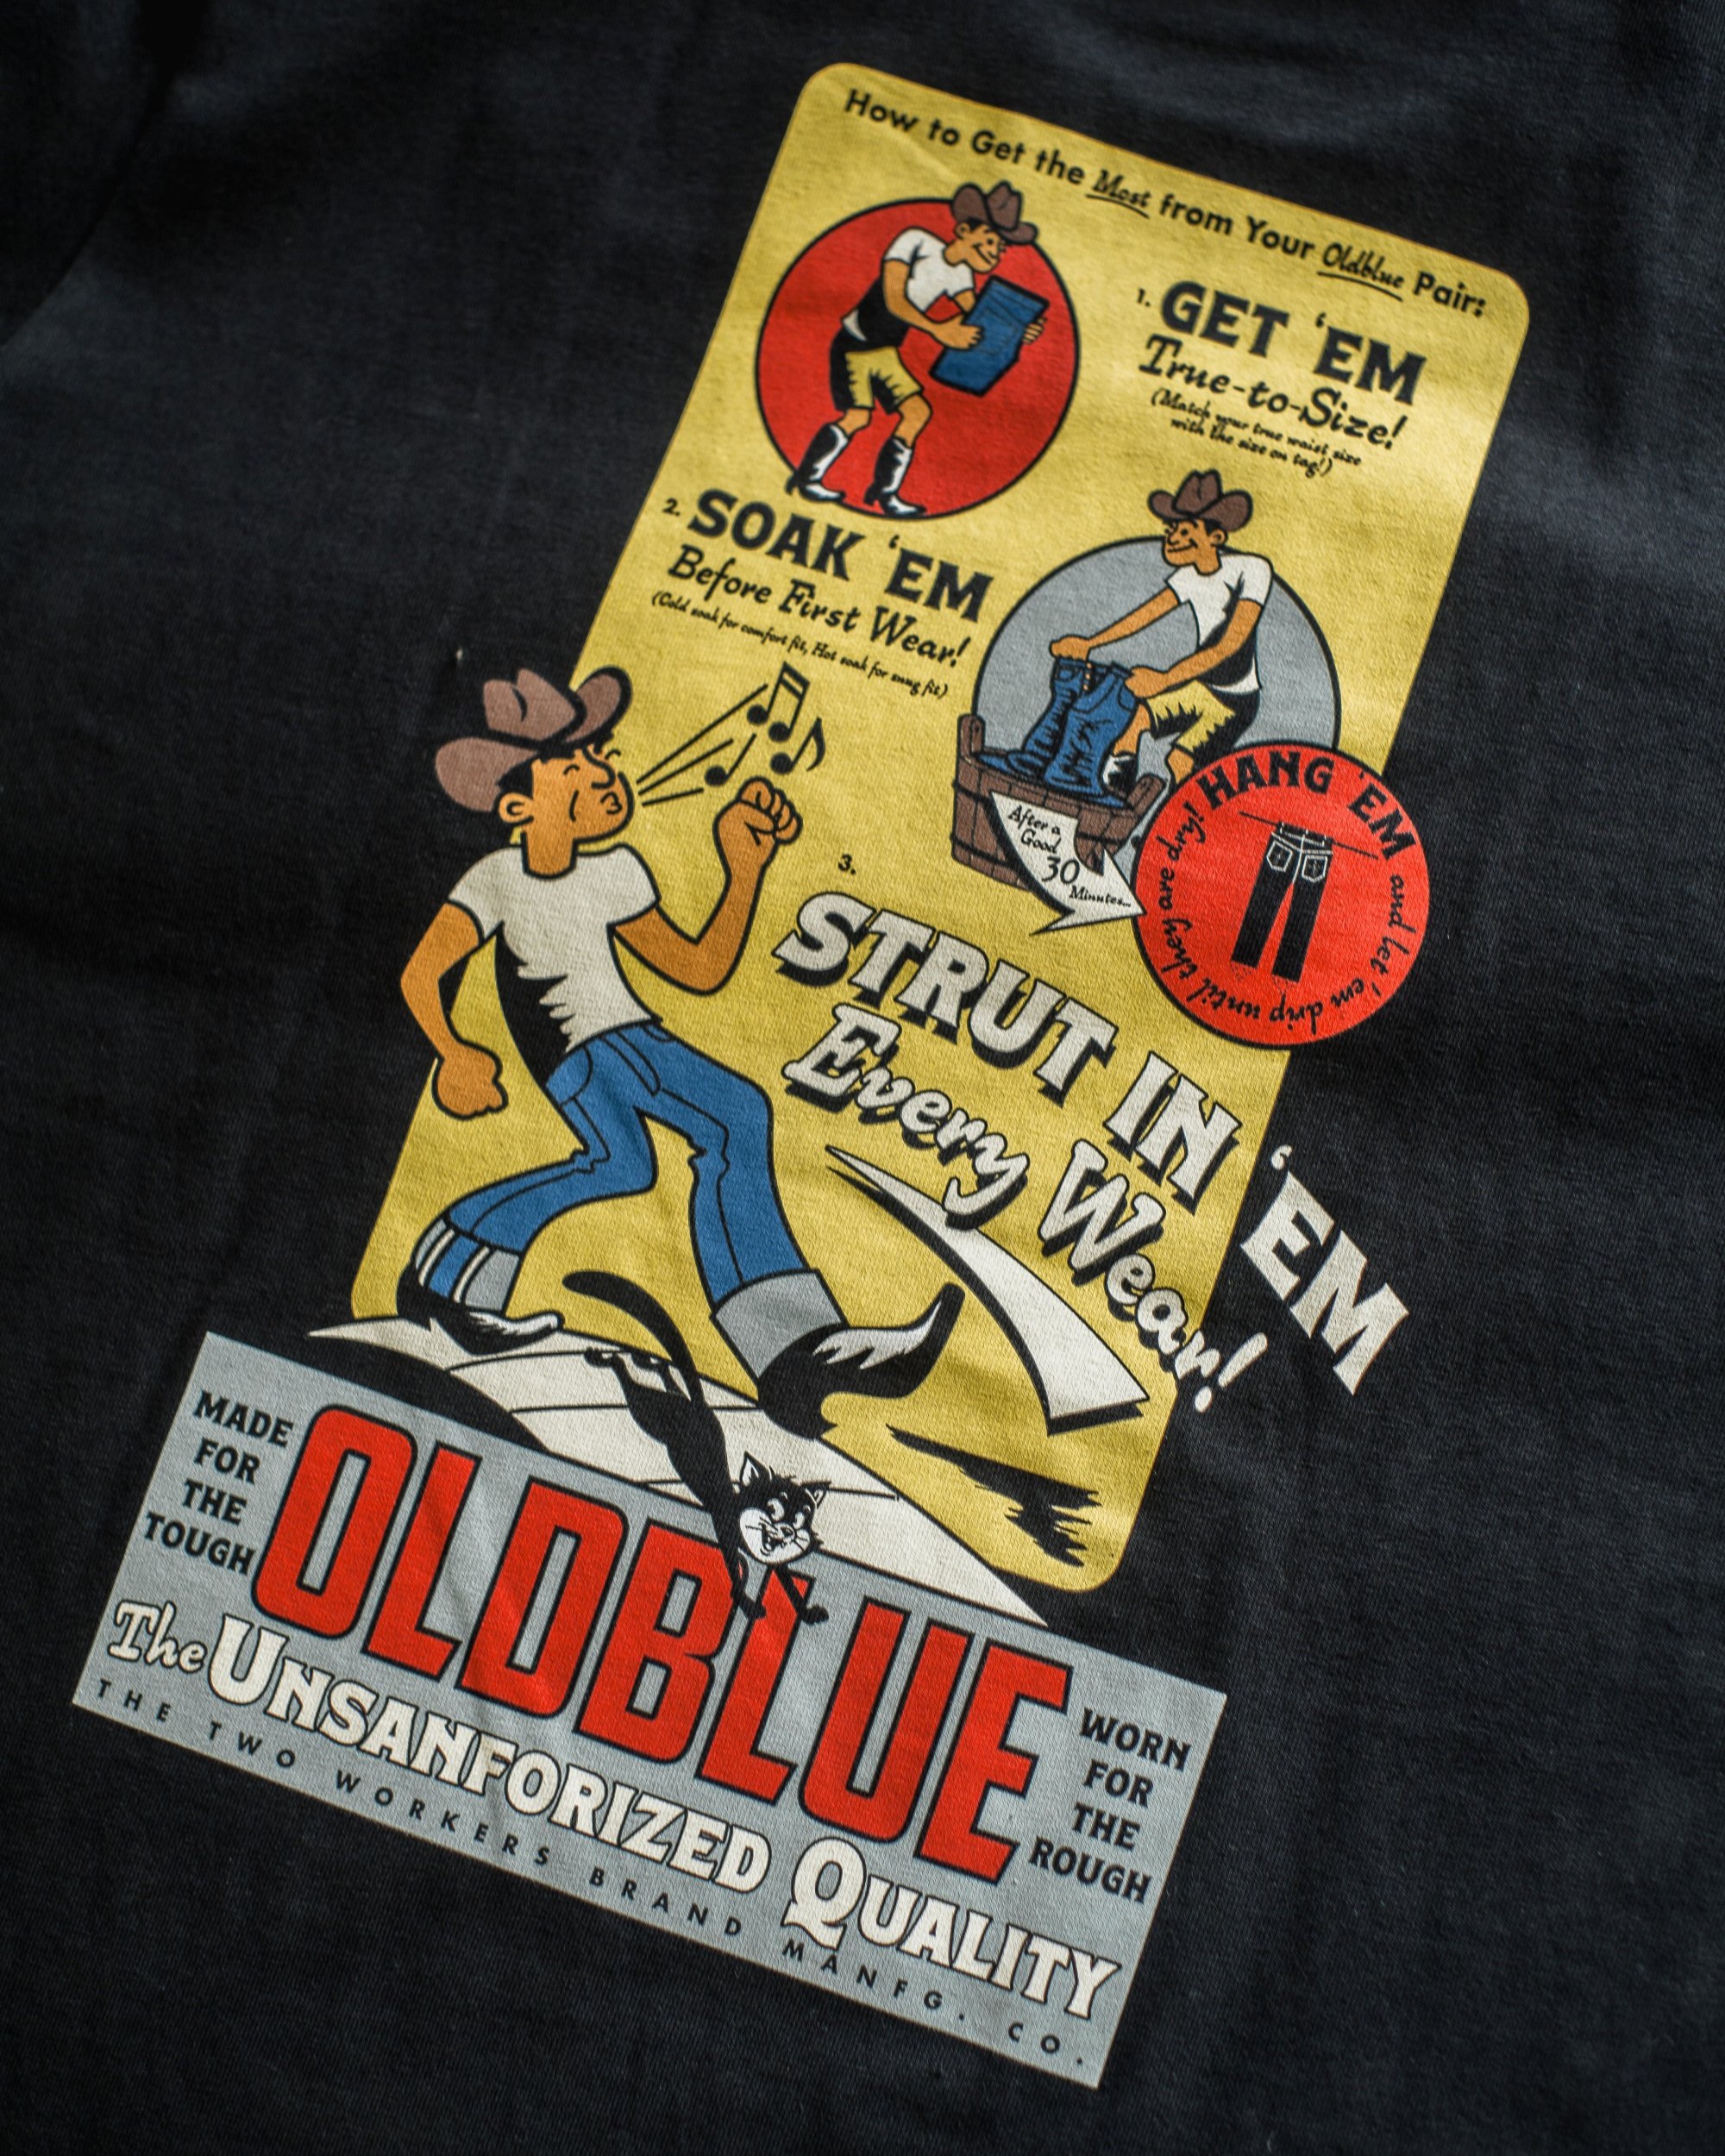 How to Get the Most from Your Oldblue Pair:
1. GET 'EM
True-to-Size!
(Match your true waist size
with the size on tag!)
2. SOAK 'EM
Before First Wear!
(Cold soak for comfort fit, Hot soak for snug fit)
After a
Good
30
Minutes...
HANG 'EM and let 'em drip until they are dry!
3.
STRUT IN 'EM
Every Wear!
MADE
FOR
THE
TOUGH
OLDBLUE
WORN
FOR
THE
ROUGH
The UNSANFORIZED QUALITY
THE TWO WORKERS BRAND MANFG. CO.